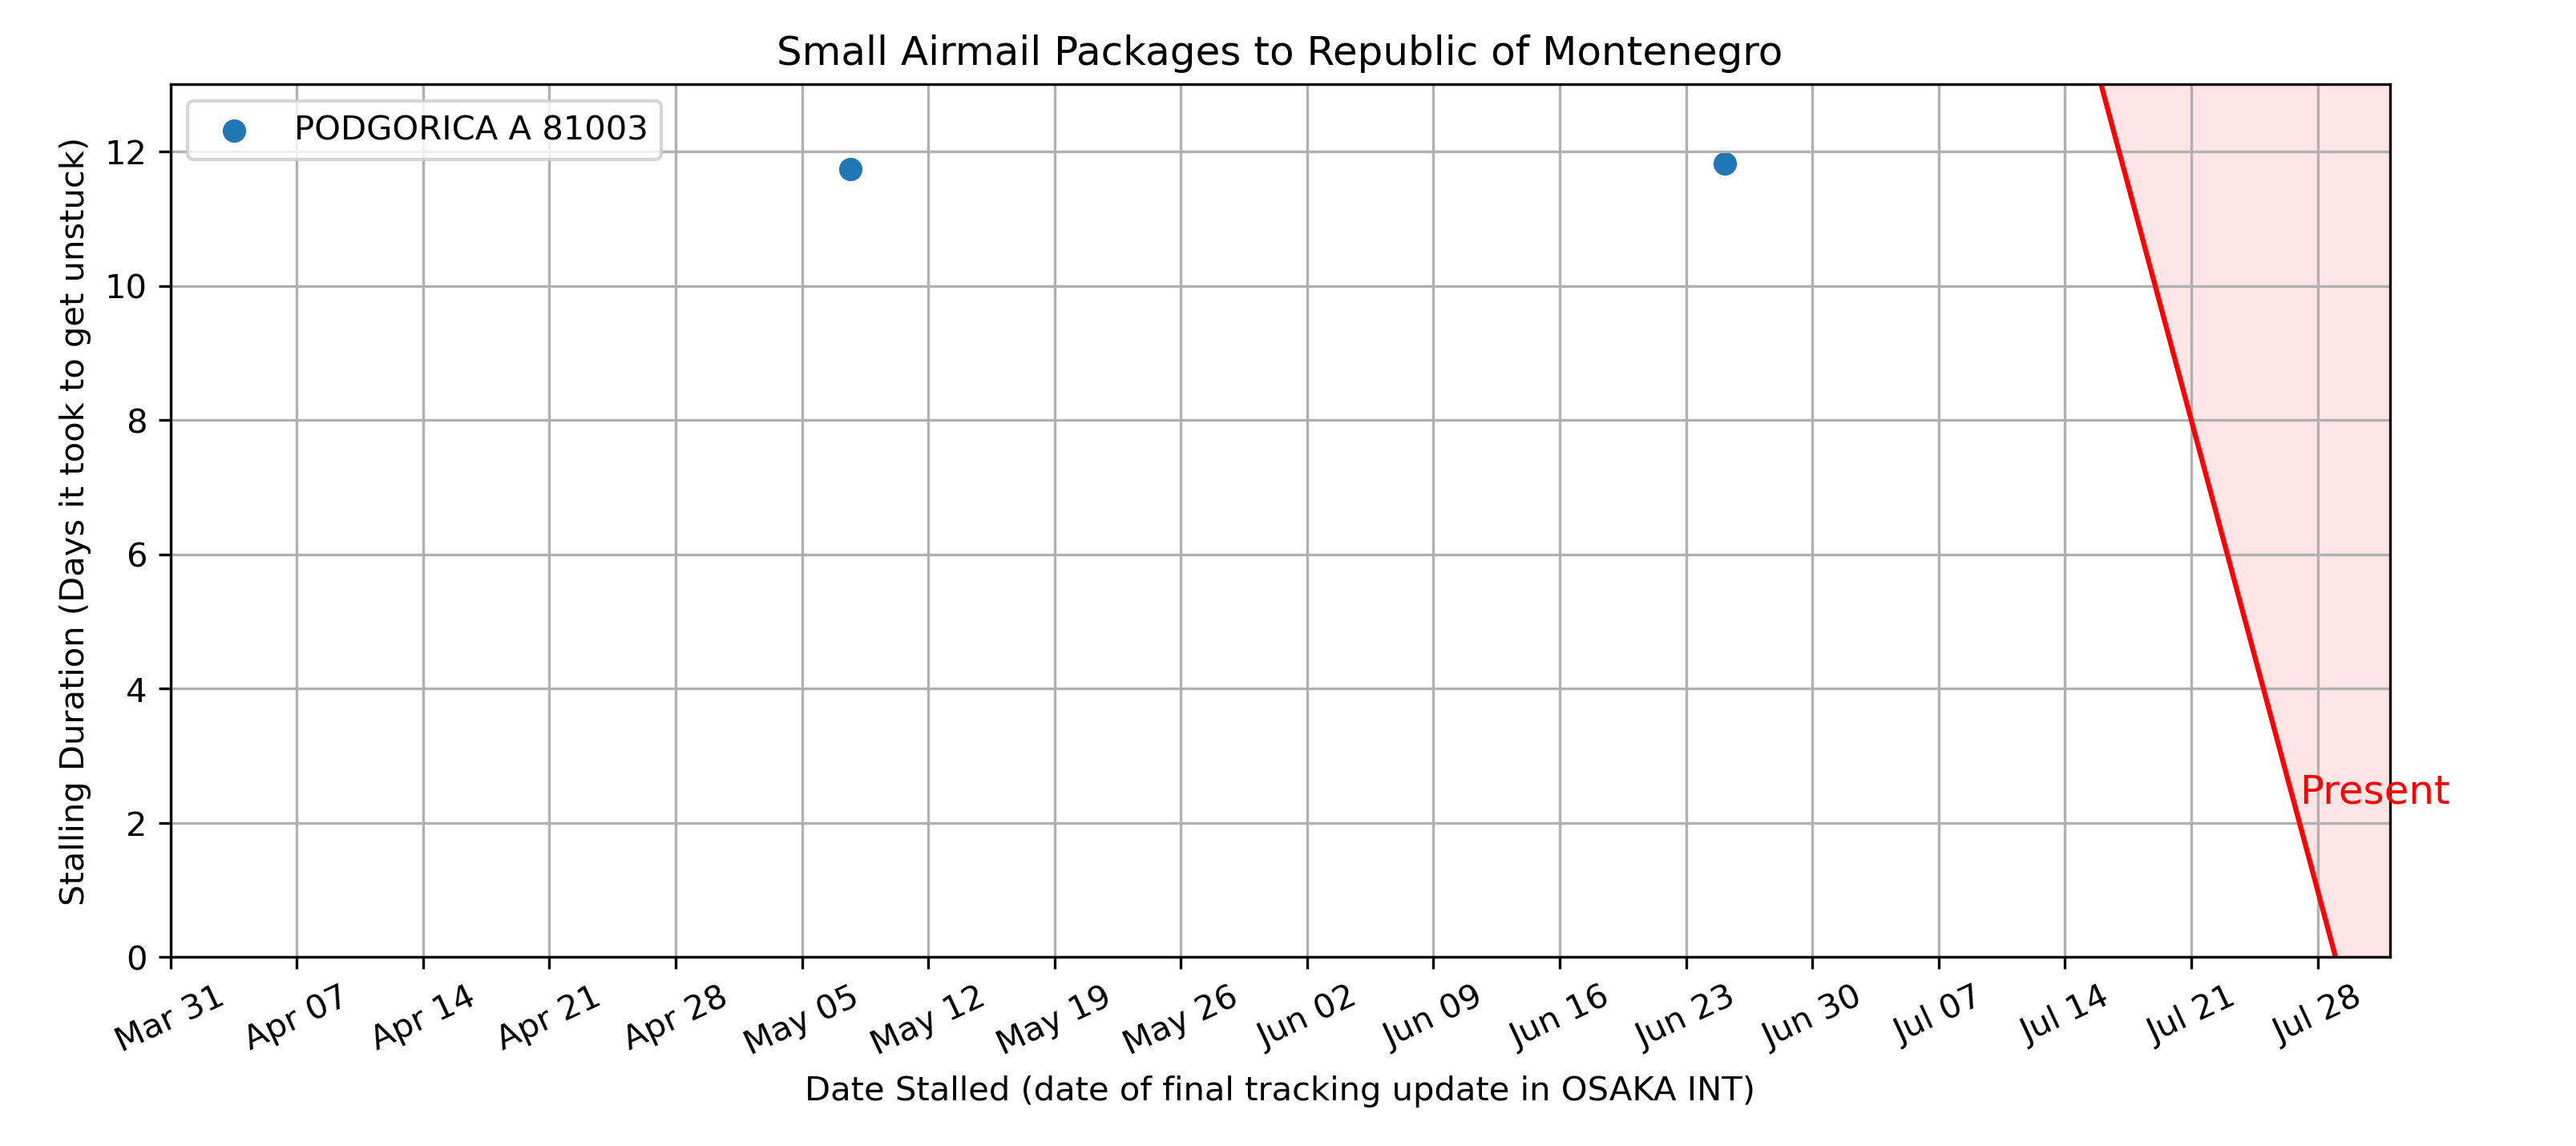 Small Airmail Packages to Republic of Montenegro
PODGORICA A 81003
Stalling Duration (Days it took to get unstuck)
12
10
8
6
4
2
0
Present
Mar 31 Apr 07 Apr 14 Apr 21 Apr 28 May 05 May 12 May 19 May 26 Jun 02 Jun 09 Jun 16 Jun 23 Jun 30 Jul 07 Jul 14 Jul 21 Jul 28
Date Stalled (date of final tracking update in OSAKA INT)